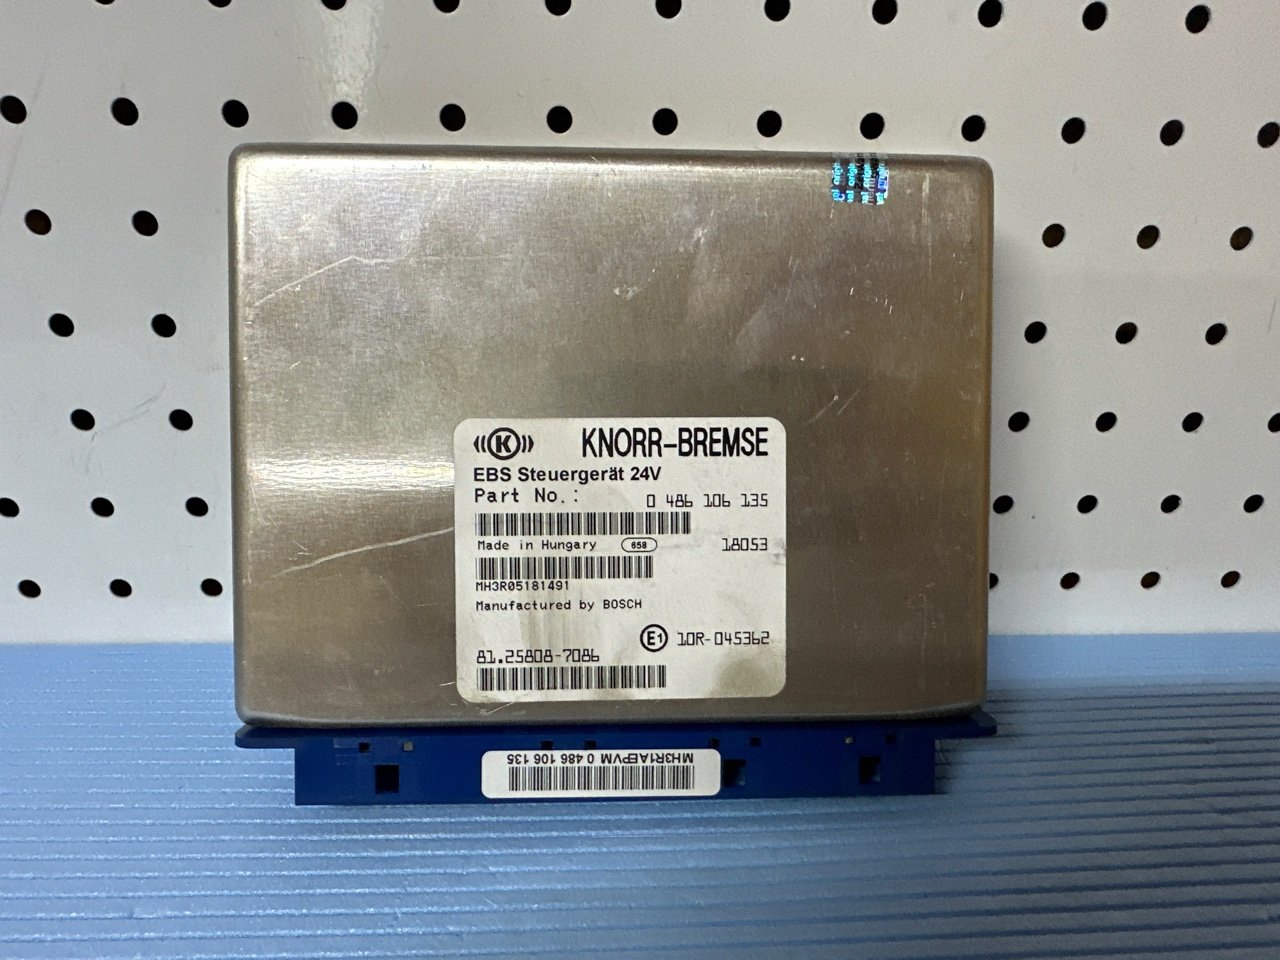 K KNORR-BREMSE
EBS Steuergerät 24V
Part No.: 0 486 106 135
Made in Hungary 658 18053
MH3R05181491
Manufactured by BOSCH
E1 10R-045362
81.25808-7086
MH3R1AEPVM 0 486 106 135